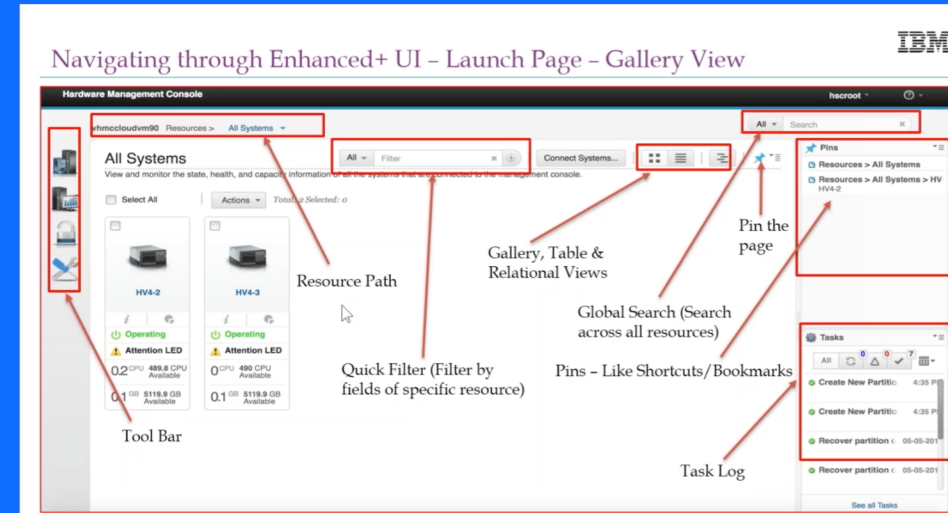 IBM
Navigating through Enhanced+ UI – Launch Page – Gallery View
Hardware Management Console
hscroot
?
vhmccloudvm90 Resources > All Systems
All Search ×
All Systems
All Filter ×
Connect Systems...
View and monitor the state, health, and capacity information of all the systems that are connected to the management console.
Select All
Actions
Total: 2 Selected: 0
HV4-2
i
Operating
Attention LED
0.2 CPU 489.8 CPU
Available
0.1 GB 5119.9 GB
Available
HV4-3
i
Operating
Attention LED
0 CPU 490 CPU
Available
0.1 GB 5119.9 GB
Available
Pins
Resources > All Systems
Resources > All Systems > HV
HV4-2
Pin the
page
Gallery, Table &
Relational Views
Resource Path
Global Search (Search
across all resources)
Quick Filter (Filter by
fields of specific resource)
Pins – Like Shortcuts/Bookmarks
Tool Bar
Task Log
Tasks
All 0 0 7
Create New Partitio 4:35 P
Create New Partitio 4:35 P
Recover partition c 05-05-201
Recover partition c 05-05-201
See all Tasks